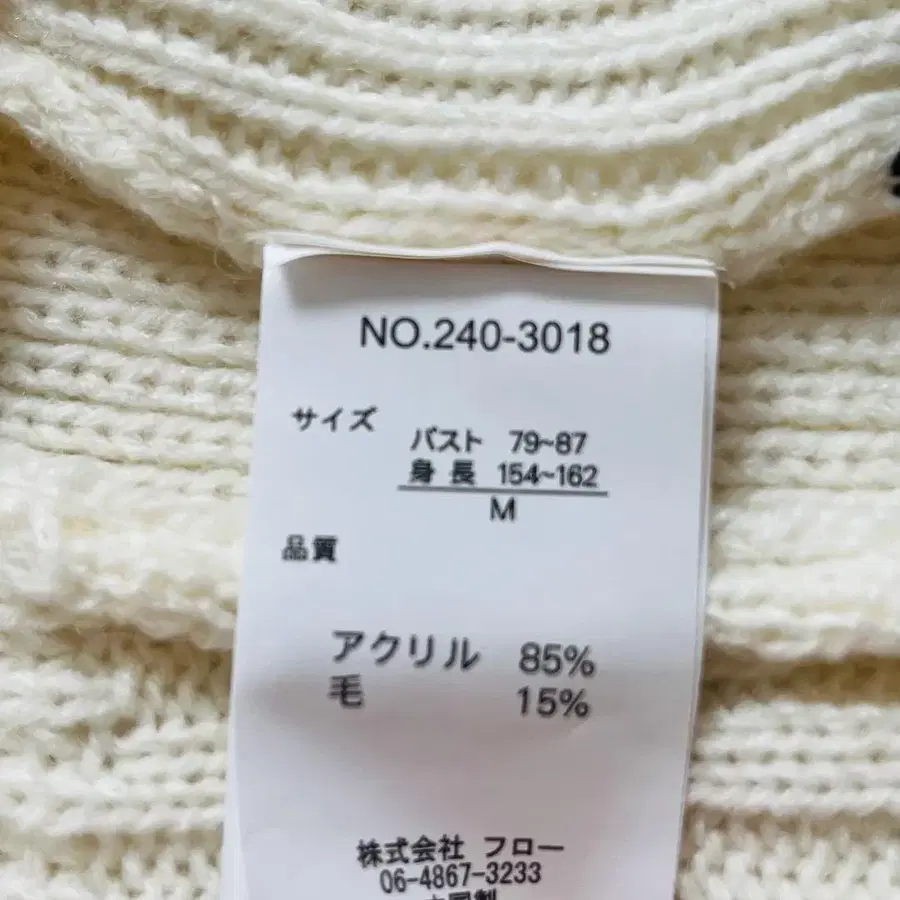 NO.240-3018
サイズ
バスト 79~87
身長 154~162
M
品質
アクリル 85%
毛 15%
株式会社 フロー
06-4867-3233